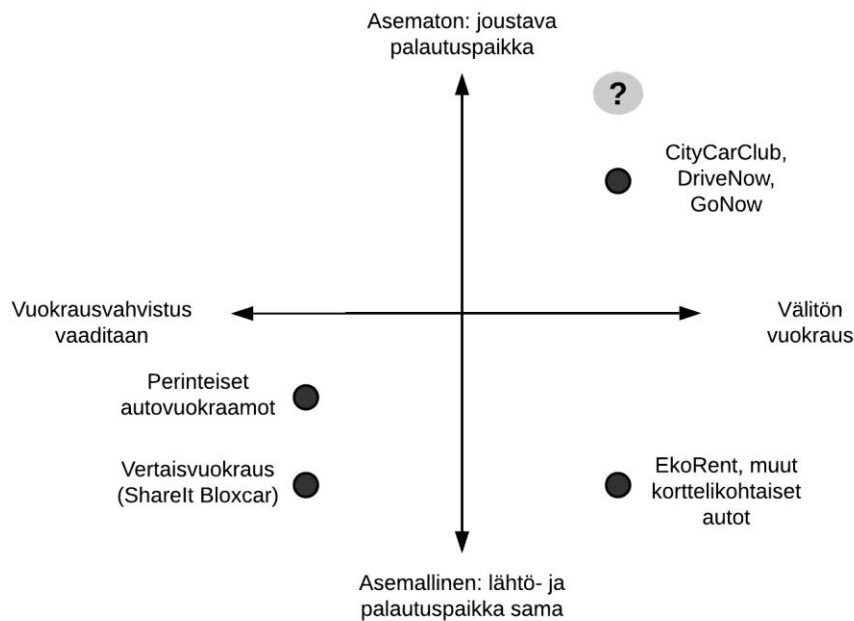 Asematon: joustava
palautuspaikka
?
CityCarClub,
DriveNow,
GoNow
Vuokrausvahvistus
vaaditaan
Välitön
vuokraus
Perinteiset
autovuokraamot
Vertaisvuokraus
(ShareIt Bloxcar)
EkoRent, muut
korttelikohtaiset
autot
Asemallinen: lähtö- ja
palautuspaikka sama